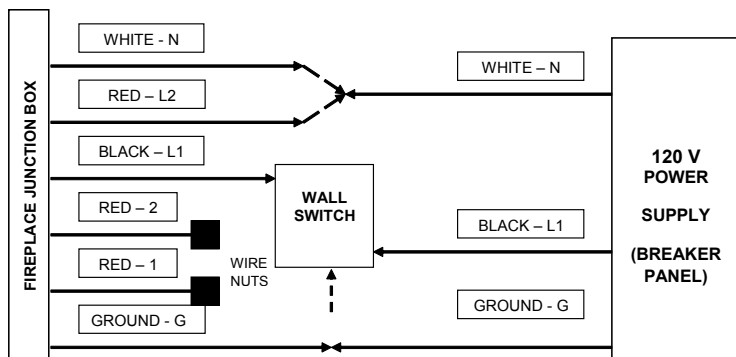 FIREPLACE JUNCTION BOX
WHITE - N
RED – L2
BLACK – L1
RED – 2
RED – 1
GROUND - G
WIRE
NUTS
WALL
SWITCH
WHITE – N
BLACK – L1
GROUND - G
120 V
POWER
SUPPLY
(BREAKER
PANEL)